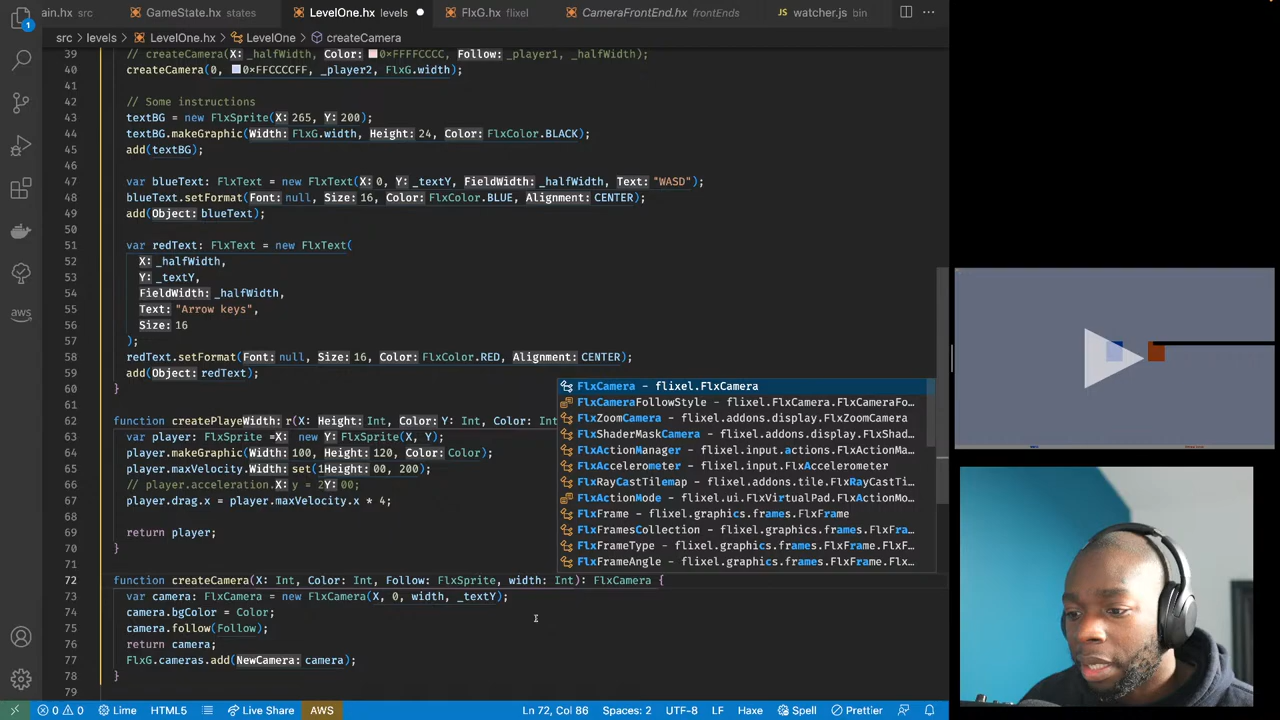 ain.hx src GameState.hx states LevelOne.hx levels FlxG.hx flixel CameraFrontEnd.hx frontEnds watcher.js bin
src > levels > LevelOne.hx > LevelOne > createCamera
39 // createCamera(X: _halfWidth, Color: 0xFFFFCCCC, Follow: _player1, _halfWidth);
40 createCamera(0, 0xFFCCCCFF, _player2, FlxG.width);
41
42 // Some instructions
43 textBG = new FlxSprite(X: 265, Y: 200);
44 textBG.makeGraphic(Width: FlxG.width, Height: 24, Color: FlxColor.BLACK);
45 add(textBG);
46
47 var blueText: FlxText = new FlxText(X: 0, Y: _textY, FieldWidth: _halfWidth, Text: "WASD");
48 blueText.setFormat(Font: null, Size: 16, Color: FlxColor.BLUE, Alignment: CENTER);
49 add(Object: blueText);
50
51 var redText: FlxText = new FlxText(
52 X: _halfWidth,
53 Y: _textY,
54 FieldWidth: _halfWidth,
55 Text: "Arrow keys",
56 Size: 16
57 );
58 redText.setFormat(Font: null, Size: 16, Color: FlxColor.RED, Alignment: CENTER);
59 add(Object: redText);
60 }
61
62 function createPlayeWidth: r(X: Height: Int, Color: Y: Int, Color: Int
63 var player: FlxSprite =X: new FlxSprite(X, Y);
64 player.makeGraphic(Width: 100, Height: 120, Color: Color);
65 player.maxVelocity.Width: set(1Height: 00, 200);
66 // player.acceleration.X: y = 2Y: 00;
67 player.drag.x = player.maxVelocity.x * 4;
68
69 return player;
70 }
71
72 function createCamera(X: Int, Color: Int, Follow: FlxSprite, width: Int): FlxCamera {
73 var camera: FlxCamera = new FlxCamera(X, 0, width, _textY);
74 camera.bgColor = Color;
75 camera.follow(Follow);
76 return camera;
77 FlxG.cameras.add(NewCamera: camera);
78 }
79
FlxCamera – flixel.FlxCamera
FlxCameraFollowStyle – flixel.FlxCamera.FlxCameraFo...
FlxZoomCamera – flixel.addons.display.FlxZoomCamera
FlxShaderMaskCamera – flixel.addons.display.FlxShad...
FlxActionManager – flixel.input.actions.FlxActionMa...
FlxAccelerometer – flixel.input.FlxAccelerometer
FlxRayCastTilemap – flixel.addons.tile.FlxRayCastTi...
FlxActionMode – flixel.ui.FlxVirtualPad.FlxActionMo...
FlxFrame – flixel.graphics.frames.FlxFrame
FlxFramesCollection – flixel.graphics.frames.FlxFra...
FlxFrameType – flixel.graphics.frames.FlxFrame.FlxF...
FlxFrameAngle – flixel.graphics.frames.FlxFrame.Flx...
1
aws
0 0 Lime HTML5 Live Share AWS Ln 72, Col 86 Spaces: 2 UTF-8 LF Haxe Spell Prettier